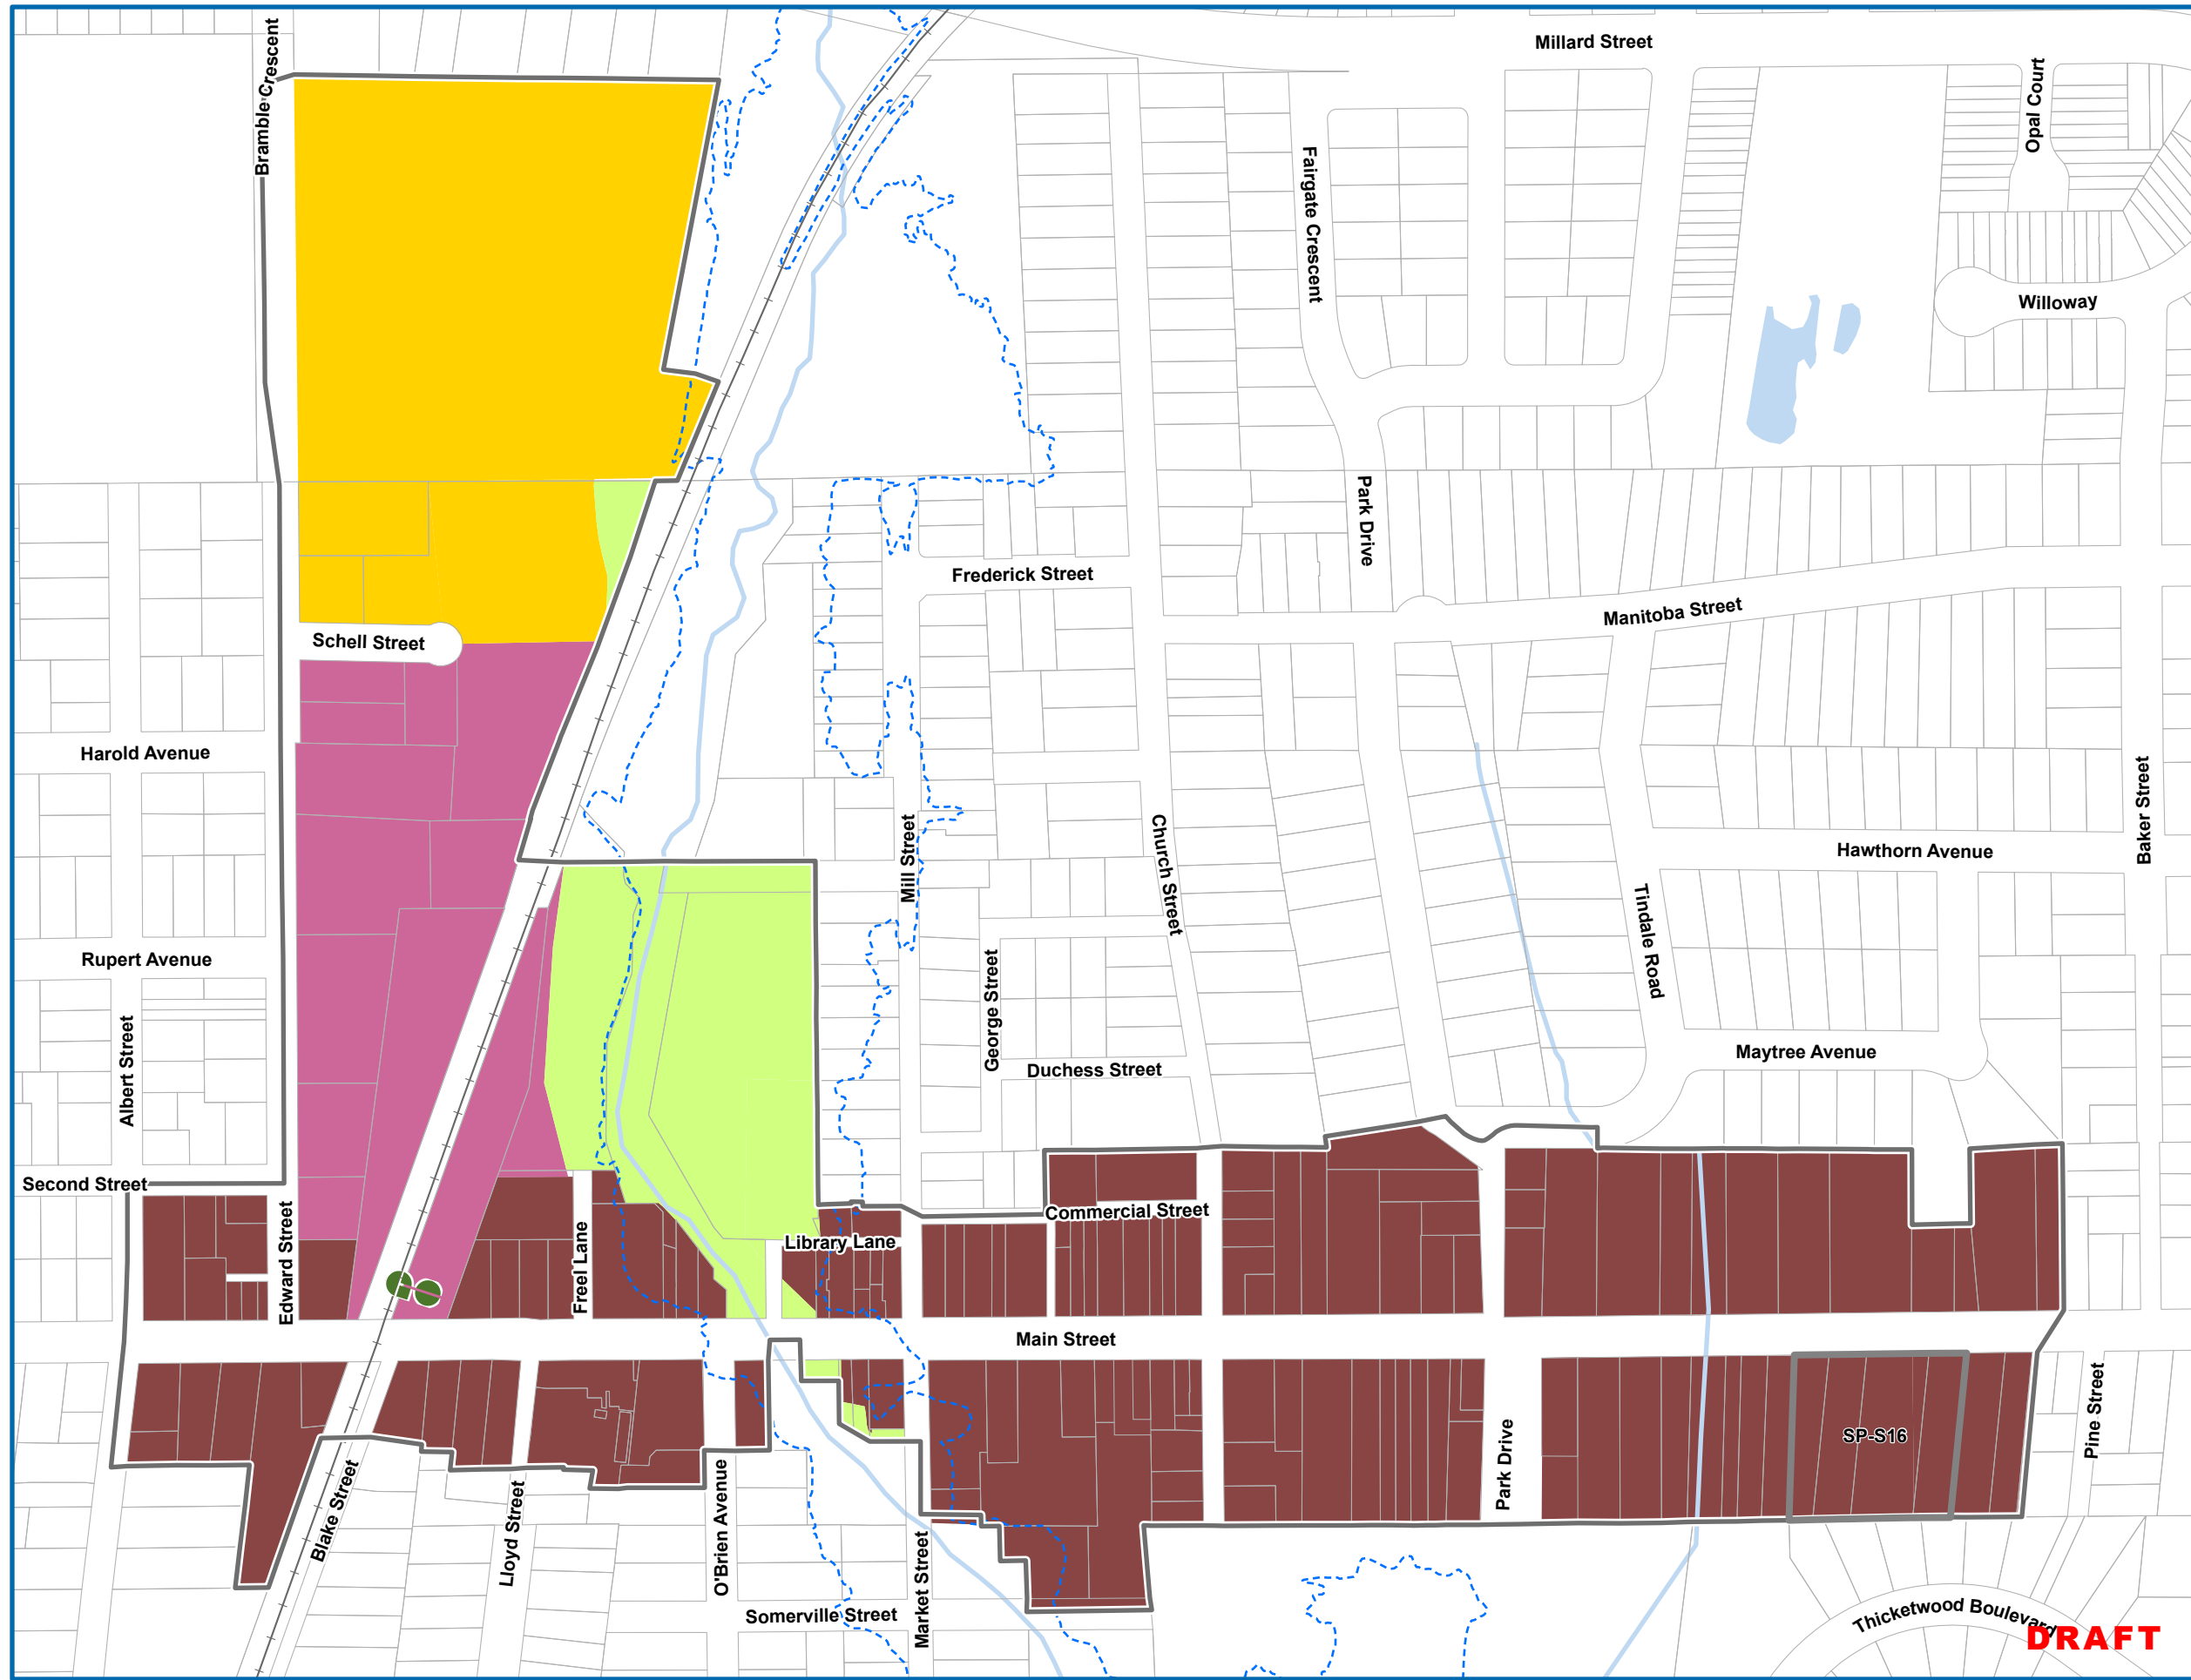 Millard Street
Bramble Crescent
Opal Court
Fairgate Crescent
Willoway
Park Drive
Frederick Street
Manitoba Street
Schell Street
Harold Avenue
Mill Street
Church Street
Baker Street
Hawthorn Avenue
Tindale Road
Rupert Avenue
George Street
Albert Street
Maytree Avenue
Duchess Street
Second Street
Edward Street
Freel Lane
Commercial Street
Library Lane
Main Street
Park Drive
SP-S16
Pine Street
Blake Street
Lloyd Street
O'Brien Avenue
Market Street
Somerville Street
Thicketwood Boulevard
DRAFT